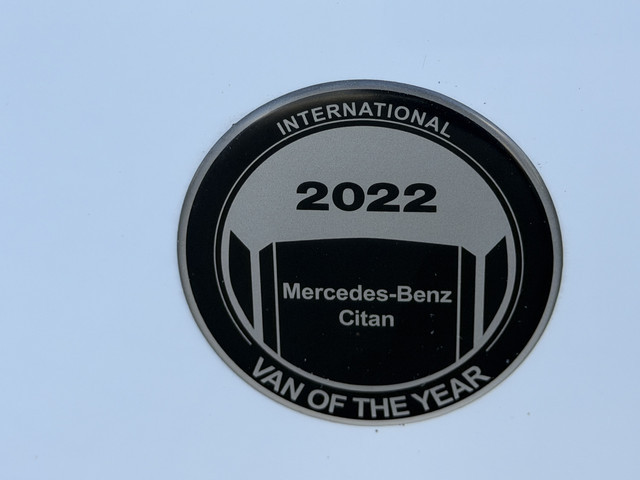 INTERNATIONAL
2022
Mercedes-Benz
Citan
VAN OF THE YEAR